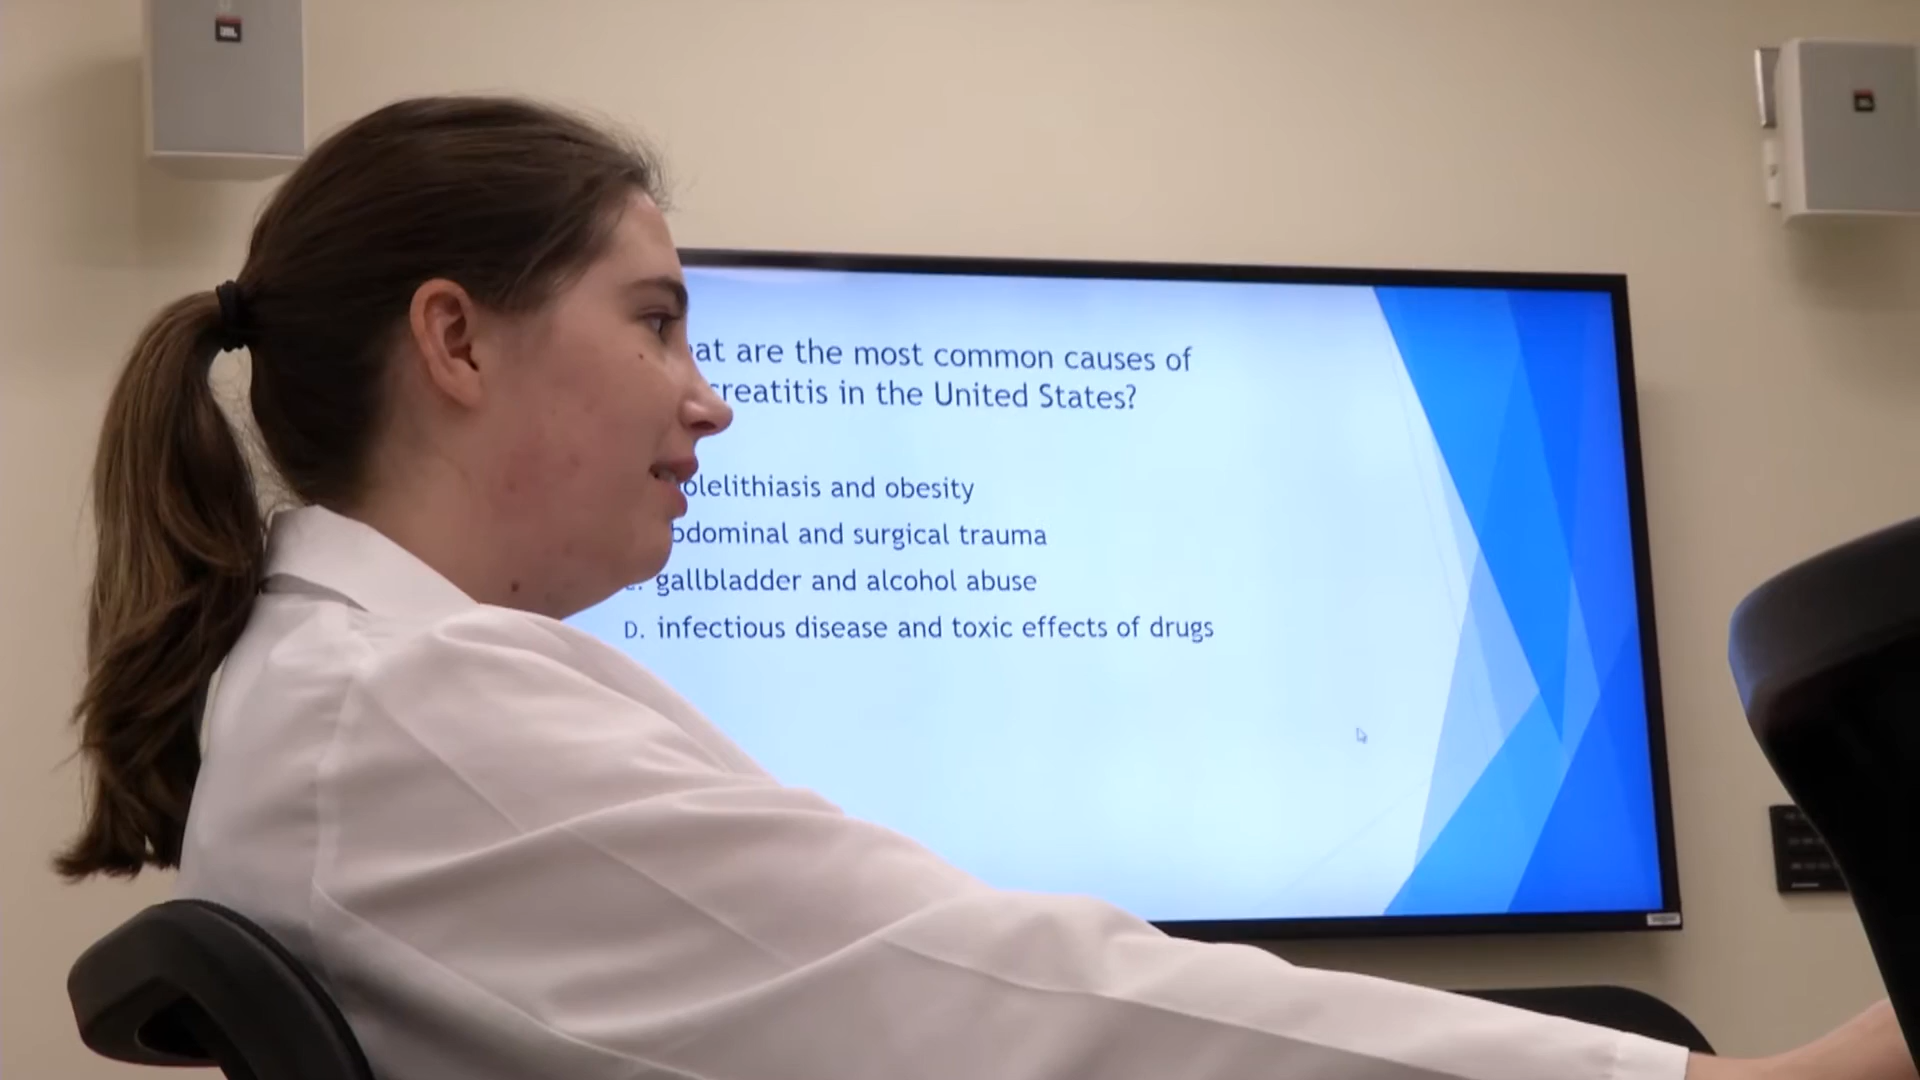 at are the most common causes of
creatitis in the United States?
olelithiasis and obesity
bdominal and surgical trauma
gallbladder and alcohol abuse
D. infectious disease and toxic effects of drugs
JBL